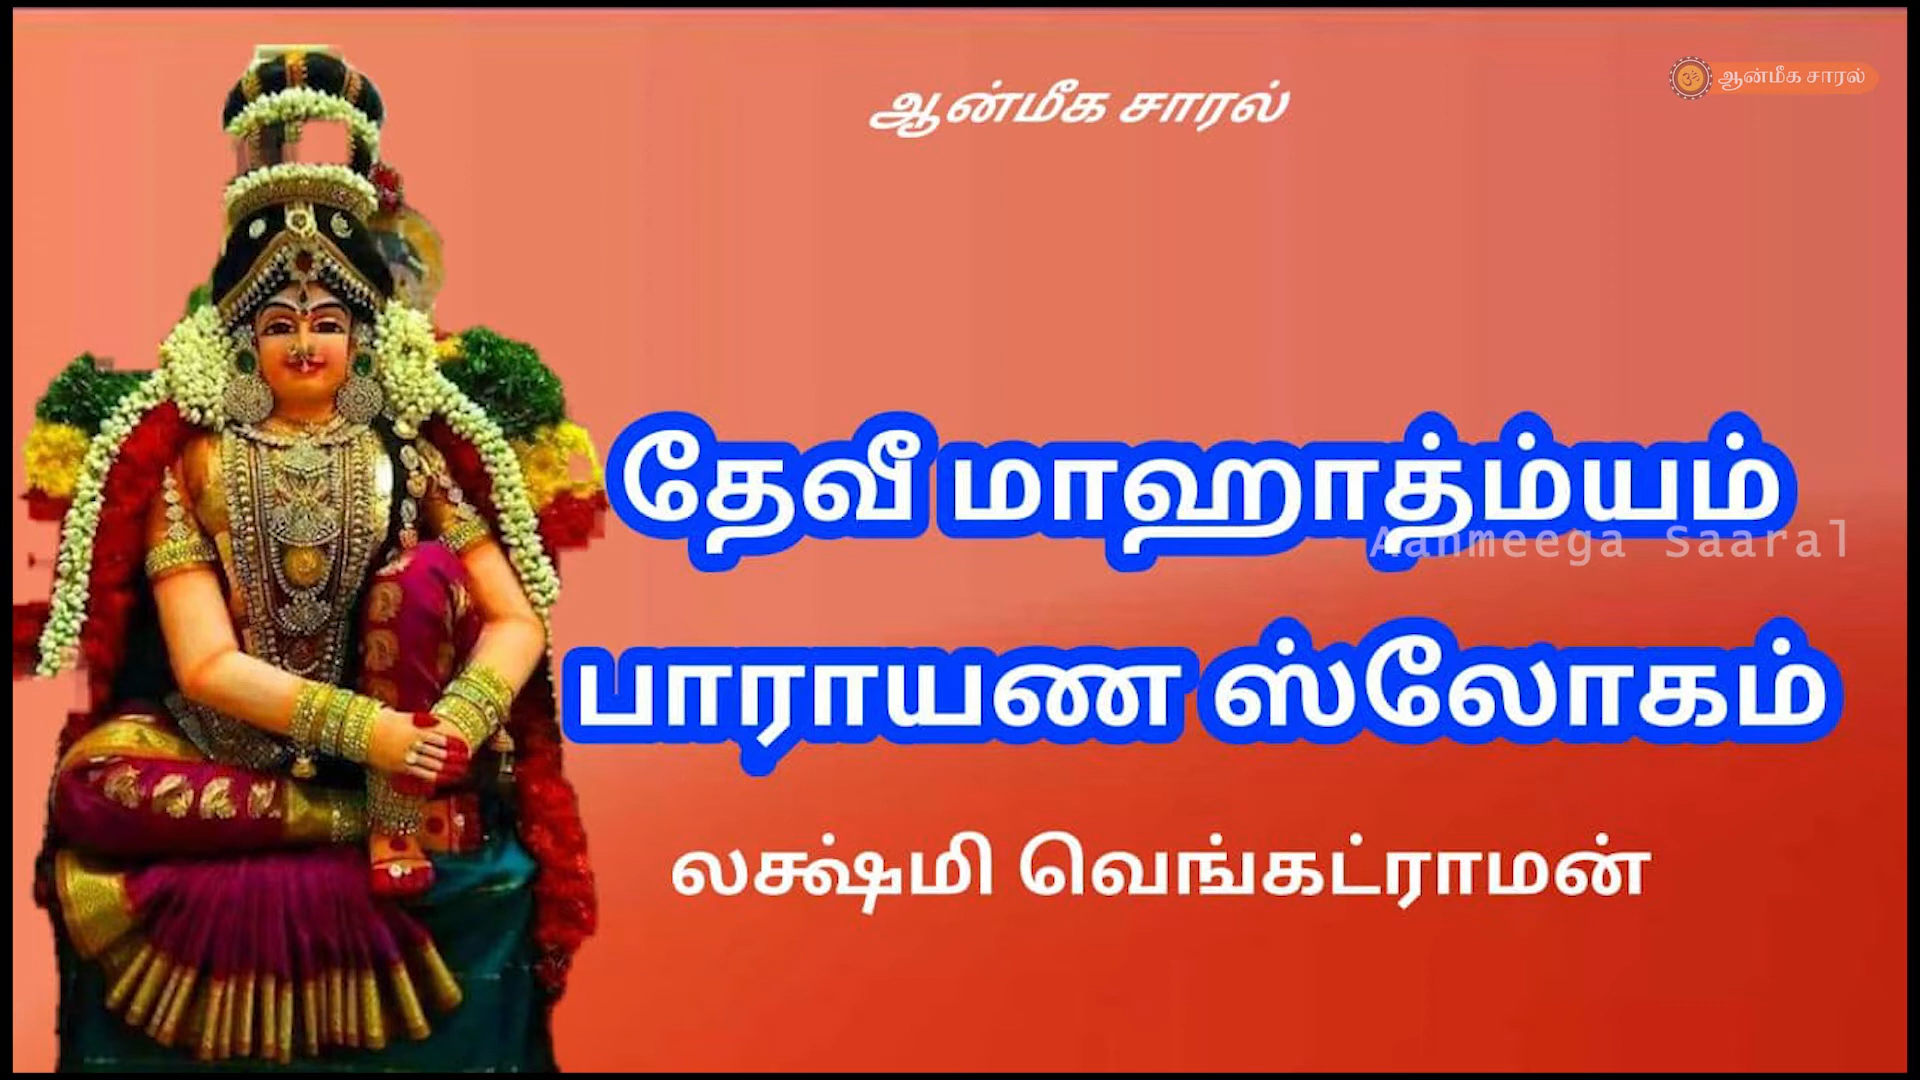 ஆன்மீக சாரல்
ஆன்மீக சாரல்
தேவீ மாஹாத்ம்யம்
Aanmeega Saaral
பாராயண ஸ்லோகம்
லக்ஷ்மி வெங்கட்ராமன்